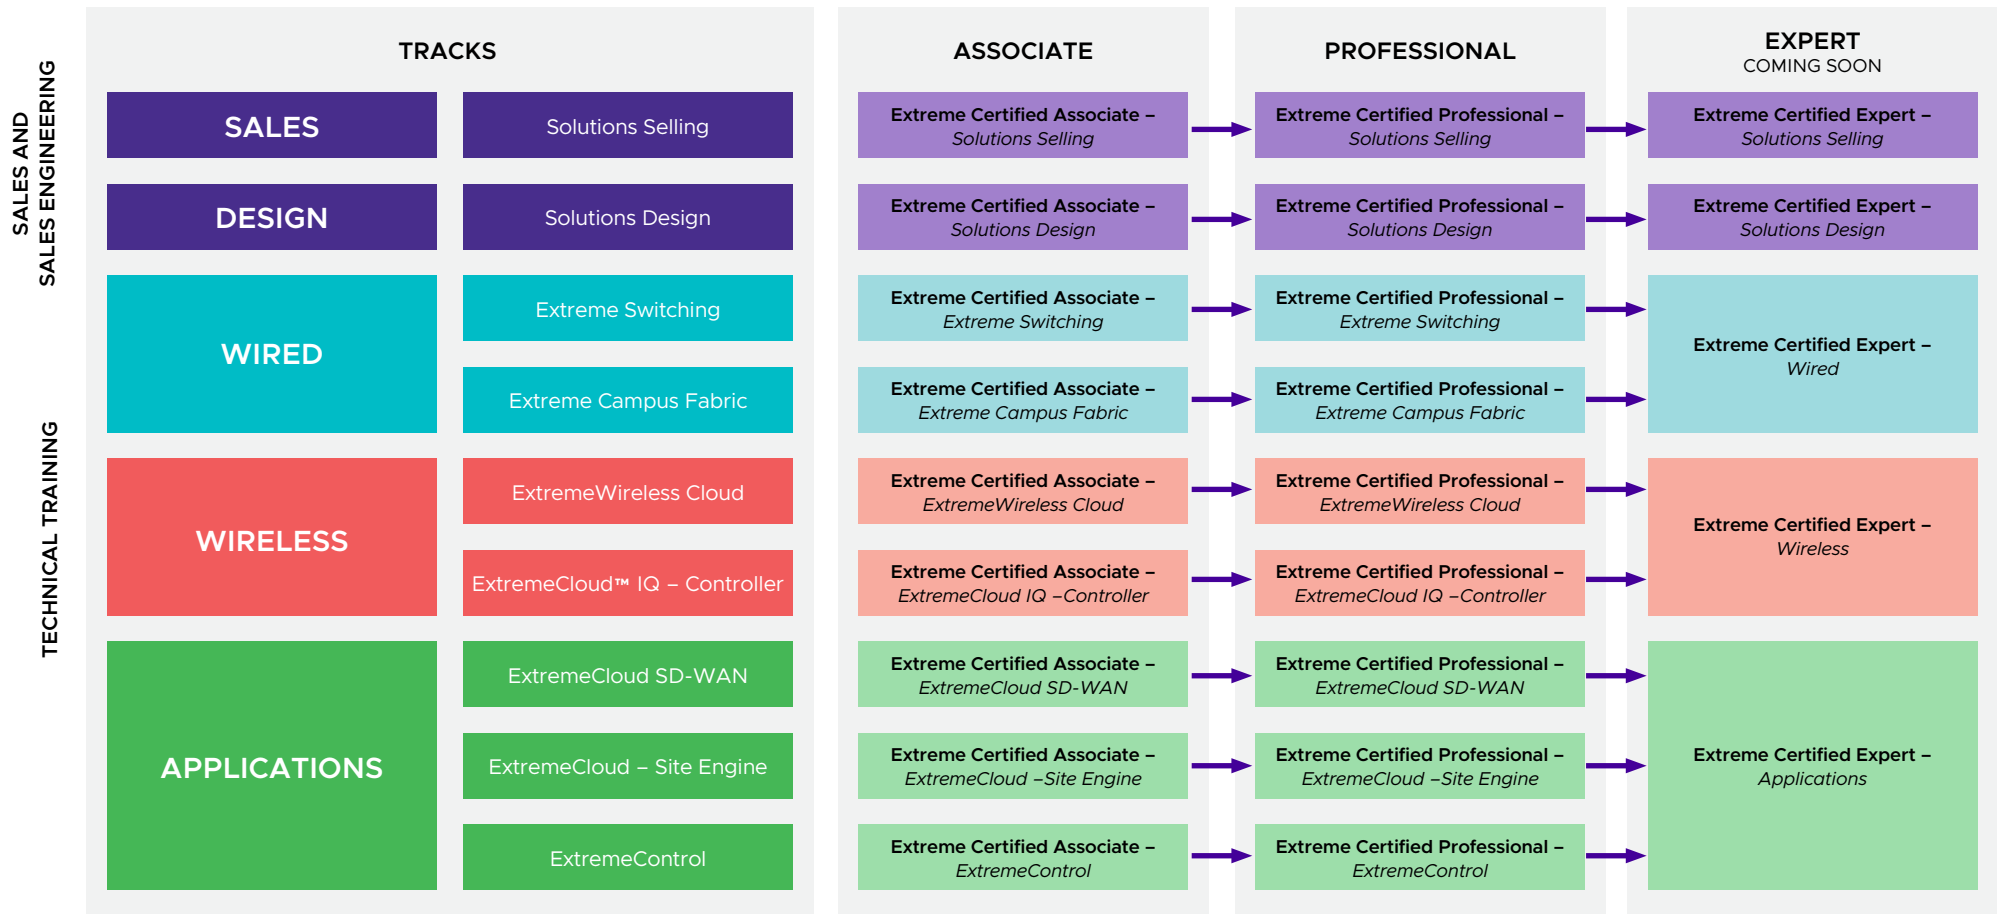 TRACKS
ASSOCIATE
PROFESSIONAL
EXPERT
COMING SOON
SALES AND
SALES ENGINEERING
SALES
Solutions Selling
Extreme Certified Associate –
Solutions Selling
Extreme Certified Professional –
Solutions Selling
Extreme Certified Expert –
Solutions Selling
DESIGN
Solutions Design
Extreme Certified Associate –
Solutions Design
Extreme Certified Professional –
Solutions Design
Extreme Certified Expert –
Solutions Design
TECHNICAL TRAINING
WIRED
Extreme Switching
Extreme Certified Associate –
Extreme Switching
Extreme Certified Professional –
Extreme Switching
Extreme Campus Fabric
Extreme Certified Associate –
Extreme Campus Fabric
Extreme Certified Professional –
Extreme Campus Fabric
Extreme Certified Expert –
Wired
WIRELESS
ExtremeWireless Cloud
Extreme Certified Associate –
ExtremeWireless Cloud
Extreme Certified Professional –
ExtremeWireless Cloud
ExtremeCloud™ IQ – Controller
Extreme Certified Associate –
ExtremeCloud IQ –Controller
Extreme Certified Professional –
ExtremeCloud IQ –Controller
Extreme Certified Expert –
Wireless
APPLICATIONS
ExtremeCloud SD-WAN
Extreme Certified Associate –
ExtremeCloud SD-WAN
Extreme Certified Professional –
ExtremeCloud SD-WAN
ExtremeCloud – Site Engine
Extreme Certified Associate –
ExtremeCloud –Site Engine
Extreme Certified Professional –
ExtremeCloud –Site Engine
ExtremeControl
Extreme Certified Associate –
ExtremeControl
Extreme Certified Professional –
ExtremeControl
Extreme Certified Expert –
Applications